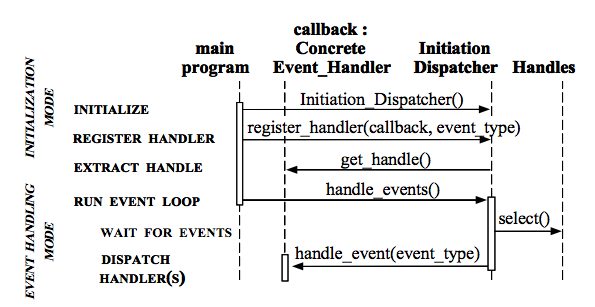 callback :
main Concrete Initiation
program Event_Handler Dispatcher Handles
INITIALIZATION
MODE
INITIALIZE Initiation_Dispatcher()
REGISTER HANDLER register_handler(callback, event_type)
EXTRACT HANDLE get_handle()
EVENT HANDLING
MODE
RUN EVENT LOOP handle_events()
WAIT FOR EVENTS select()
DISPATCH handle_event(event_type)
HANDLER(S)